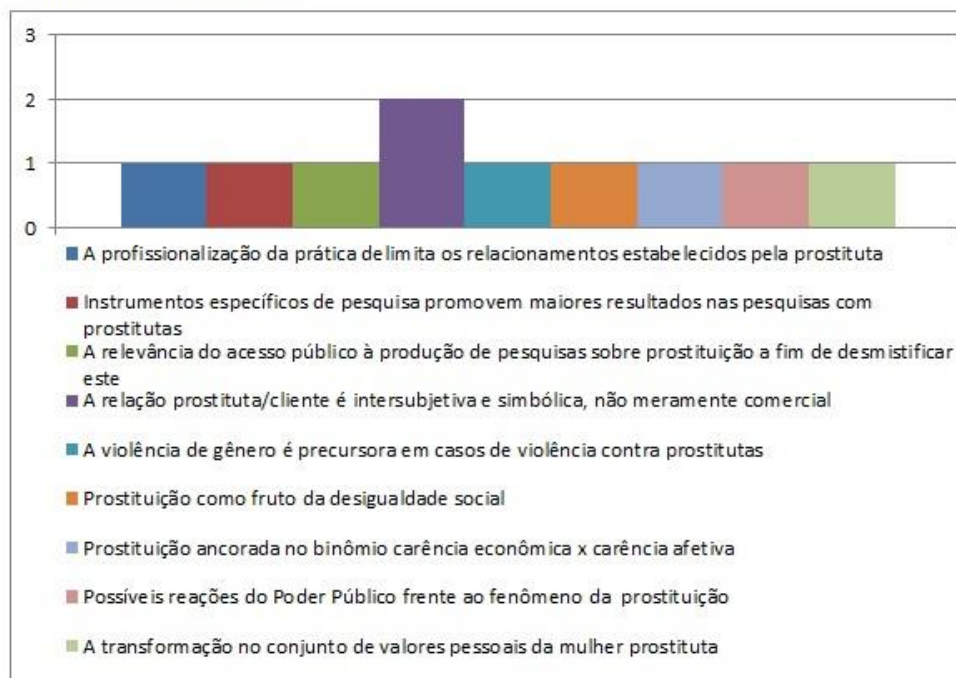 3
2
1
0
A profissionalização da prática delimita os relacionamentos estabelecidos pela prostituta
Instrumentos específicos de pesquisa promovem maiores resultados nas pesquisas com
prostitutas
A relevância do acesso público à produção de pesquisas sobre prostituição a fim de desmistificar
este
A relação prostituta/cliente é intersubjetiva e simbólica, não meramente comercial
A violência de gênero é precursora em casos de violência contra prostitutas
Prostituição como fruto da desigualdade social
Prostituição ancorada no binômio carência econômica x carência afetiva
Possíveis reações do Poder Público frente ao fenômeno da prostituição
A transformação no conjunto de valores pessoais da mulher prostituta